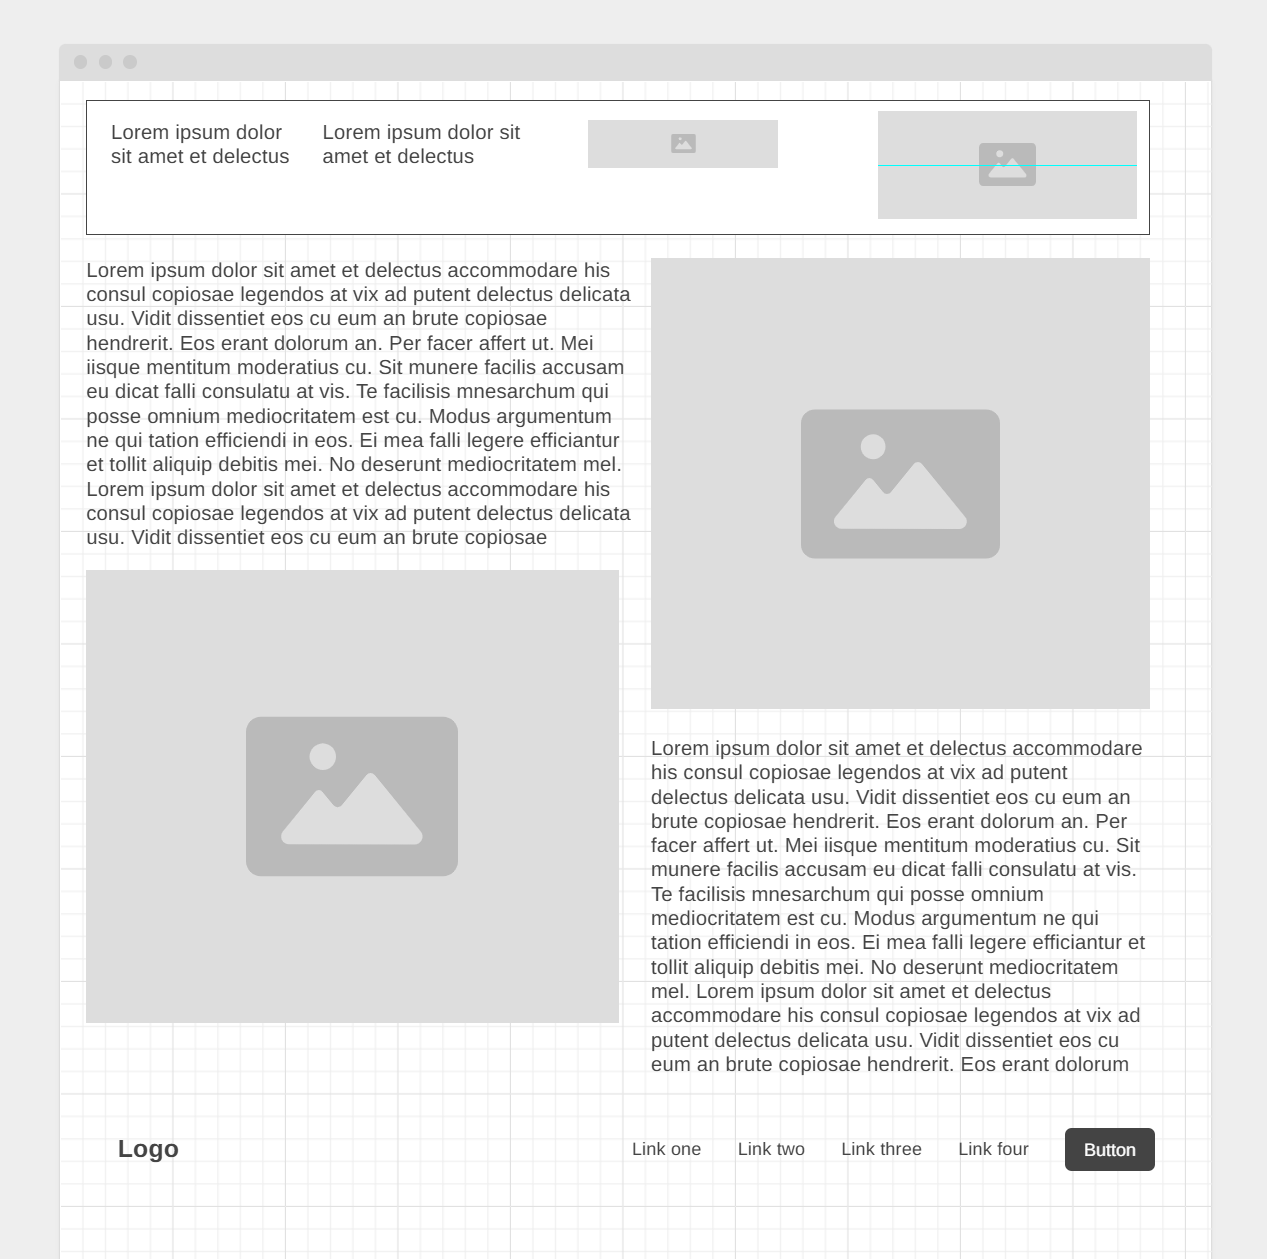 Lorem ipsum dolor
sit amet et delectus
Lorem ipsum dolor sit
amet et delectus
Lorem ipsum dolor sit amet et delectus accommodare his
consul copiosae legendos at vix ad putent delectus delicata
usu. Vidit dissentiet eos cu eum an brute copiosae
hendrerit. Eos erant dolorum an. Per facer affert ut. Mei
iisque mentitum moderatius cu. Sit munere facilis accusam
eu dicat falli consulatu at vis. Te facilisis mnesarchum qui
posse omnium mediocritatem est cu. Modus argumentum
ne qui tation efficiendi in eos. Ei mea falli legere efficiantur
et tollit aliquip debitis mei. No deserunt mediocritatem mel.
Lorem ipsum dolor sit amet et delectus accommodare his
consul copiosae legendos at vix ad putent delectus delicata
usu. Vidit dissentiet eos cu eum an brute copiosae
Lorem ipsum dolor sit amet et delectus accommodare
his consul copiosae legendos at vix ad putent
delectus delicata usu. Vidit dissentiet eos cu eum an
brute copiosae hendrerit. Eos erant dolorum an. Per
facer affert ut. Mei iisque mentitum moderatius cu. Sit
munere facilis accusam eu dicat falli consulatu at vis.
Te facilisis mnesarchum qui posse omnium
mediocritatem est cu. Modus argumentum ne qui
tation efficiendi in eos. Ei mea falli legere efficiantur et
tollit aliquip debitis mei. No deserunt mediocritatem
mel. Lorem ipsum dolor sit amet et delectus
accommodare his consul copiosae legendos at vix ad
putent delectus delicata usu. Vidit dissentiet eos cu
eum an brute copiosae hendrerit. Eos erant dolorum
Logo
Link one
Link two
Link three
Link four
Button